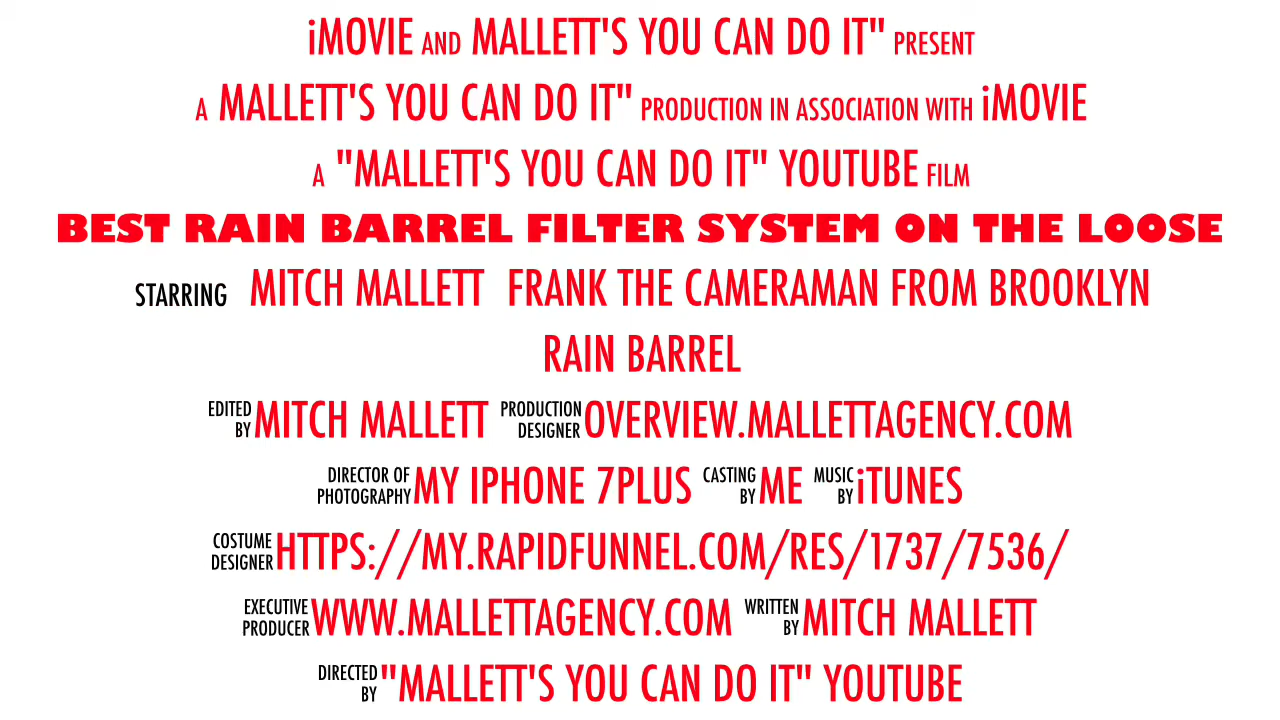 iMOVIE AND MALLETT'S YOU CAN DO IT" PRESENT
A MALLETT'S YOU CAN DO IT" PRODUCTION IN ASSOCIATION WITH iMOVIE
A "MALLETT'S YOU CAN DO IT" YOUTUBE FILM
BEST RAIN BARREL FILTER SYSTEM ON THE LOOSE
STARRING MITCH MALLETT FRANK THE CAMERAMAN FROM BROOKLYN
RAIN BARREL
EDITED BY MITCH MALLETT PRODUCTION DESIGNER OVERVIEW.MALLETTAGENCY.COM
DIRECTOR OF PHOTOGRAPHY MY IPHONE 7PLUS CASTING BY ME MUSIC BY iTUNES
COSTUME DESIGNER HTTPS://MY.RAPIDFUNNEL.COM/RES/1737/7536/
EXECUTIVE PRODUCER WWW.MALLETTAGENCY.COM WRITTEN BY MITCH MALLETT
DIRECTED BY "MALLETT'S YOU CAN DO IT" YOUTUBE